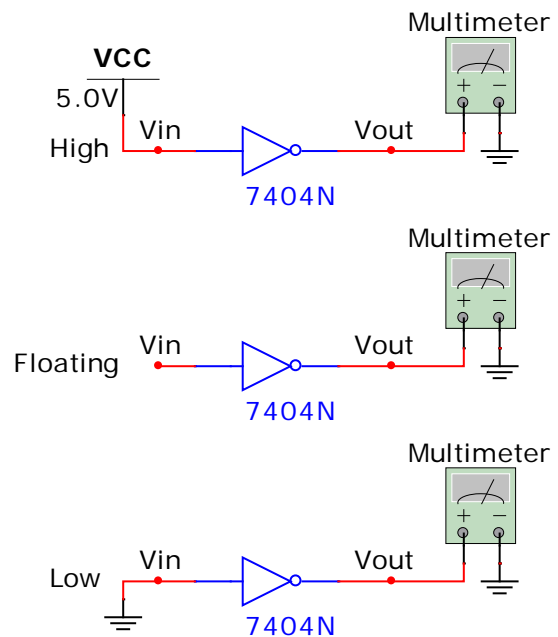 Multimeter
VCC
5.0V
+ −
High Vin Vout
7404N
Multimeter
+ −
Floating Vin Vout
7404N
Multimeter
+ −
Low Vin Vout
7404N